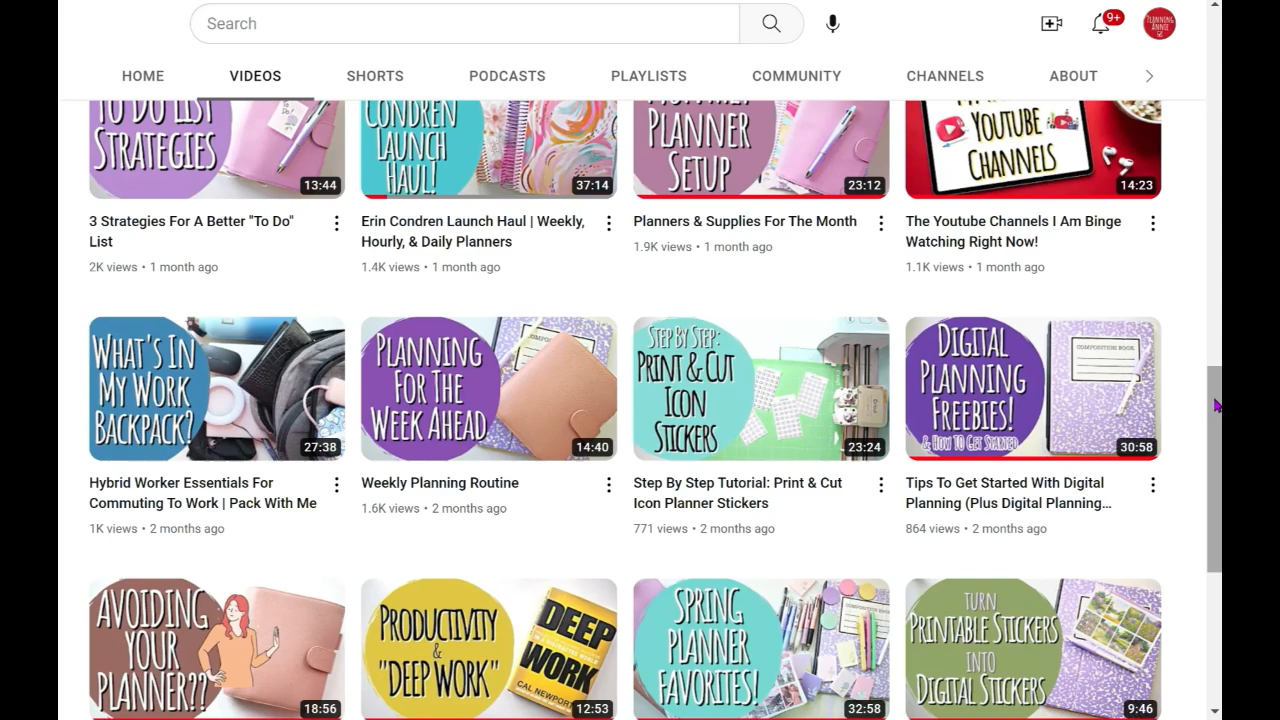 Search
9+
PLANNING
ANNIE
HOME
VIDEOS
SHORTS
PODCASTS
PLAYLISTS
COMMUNITY
CHANNELS
ABOUT
TO DO LIST
STRATEGIES
13:44
CONDREN
LAUNCH
HAUL!
37:14
PLANNER
SETUP
23:12
YOUTUBE
CHANNELS
14:23
3 Strategies For A Better "To Do"
List
2K views • 1 month ago
Erin Condren Launch Haul | Weekly,
Hourly, & Daily Planners
1.4K views • 1 month ago
Planners & Supplies For The Month
1.9K views • 1 month ago
The Youtube Channels I Am Binge
Watching Right Now!
1.1K views • 1 month ago
WHAT'S IN
MY WORK
BACKPACK?
27:38
PLANNING
FOR THE
WEEK AHEAD
14:40
STEP BY STEP:
PRINT & CUT
ICON
STICKERS
23:24
DIGITAL
PLANNING
FREEBIES!
& HOW TO GET STARTED
COMPOSITION BOOK
30:58
Hybrid Worker Essentials For
Commuting To Work | Pack With Me
1K views • 2 months ago
Weekly Planning Routine
1.6K views • 2 months ago
Step By Step Tutorial: Print & Cut
Icon Planner Stickers
771 views • 2 months ago
Tips To Get Started With Digital
Planning (Plus Digital Planning...
864 views • 2 months ago
AVOIDING
YOUR
PLANNER??
18:56
PRODUCTIVITY
&
"DEEP WORK"
DEEP
WORK
CAL NEWPORT
12:53
SPRING
PLANNER
FAVORITES!
32:58
TURN
PRINTABLE STICKERS
INTO
DIGITAL STICKERS
9:46